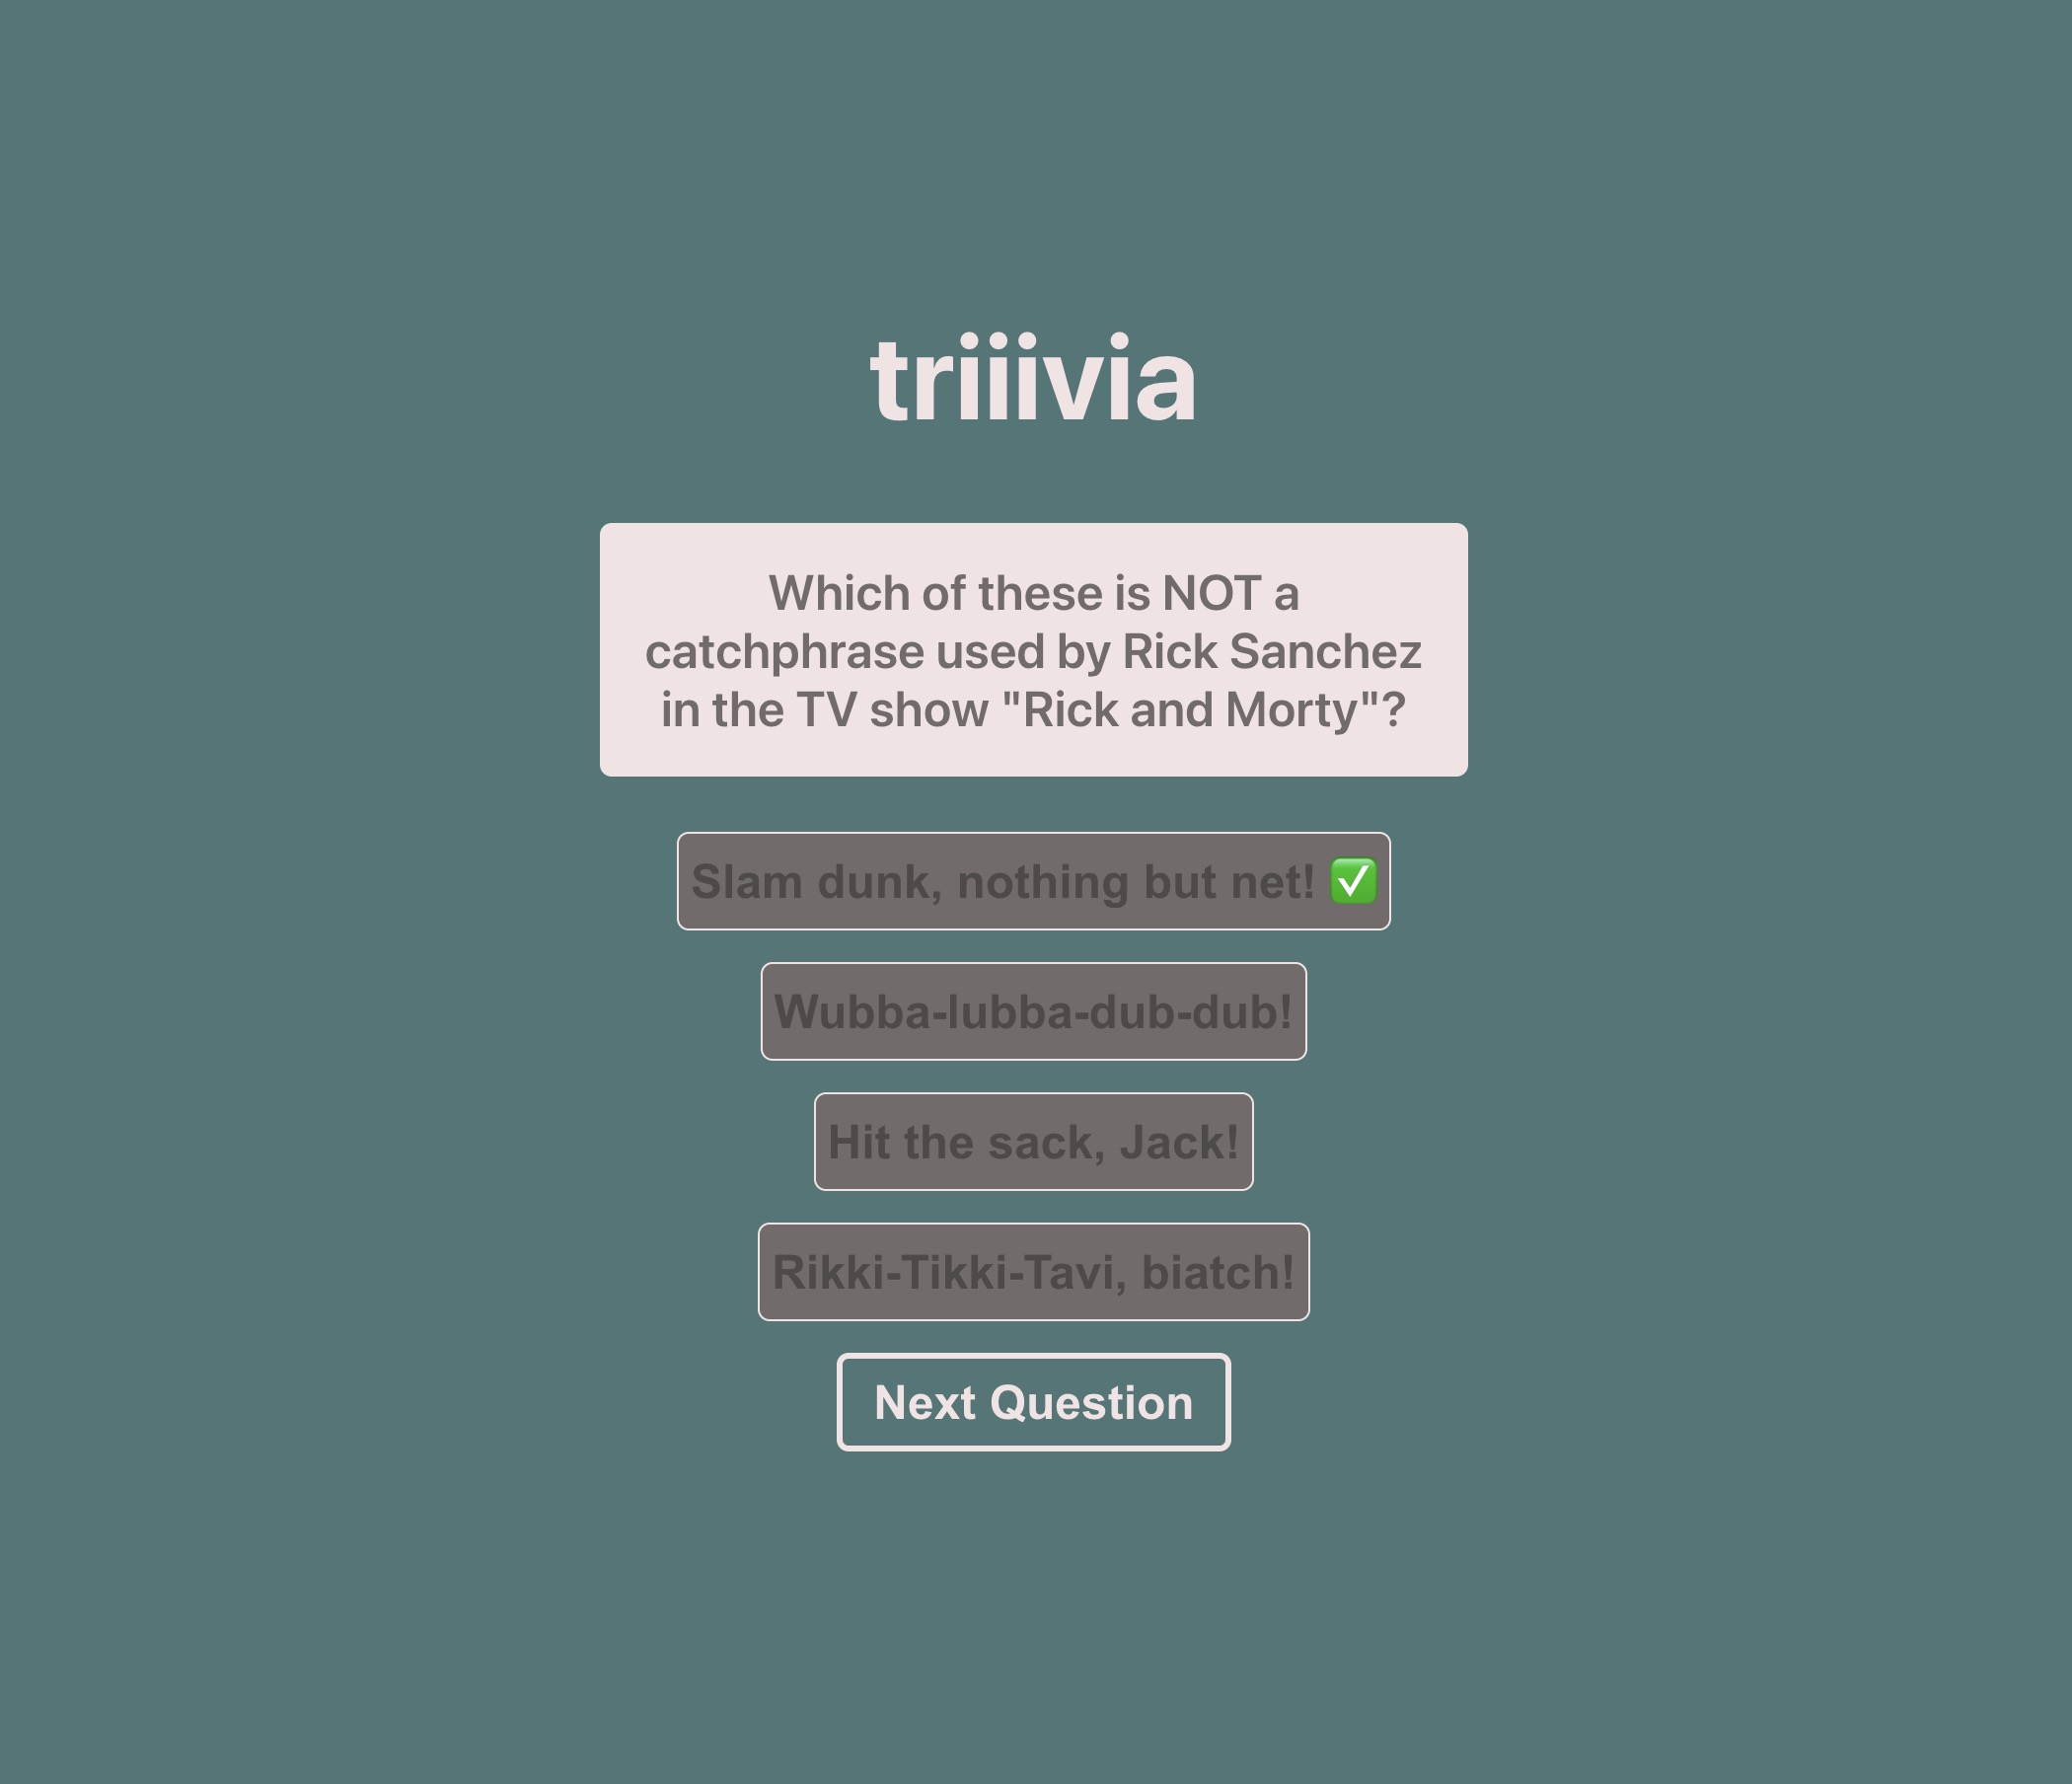 triiivia
Which of these is NOT a
catchphrase used by Rick Sanchez
in the TV show "Rick and Morty"?
Slam dunk, nothing but net! ✅
Wubba-lubba-dub-dub!
Hit the sack, Jack!
Rikki-Tikki-Tavi, biatch!
Next Question